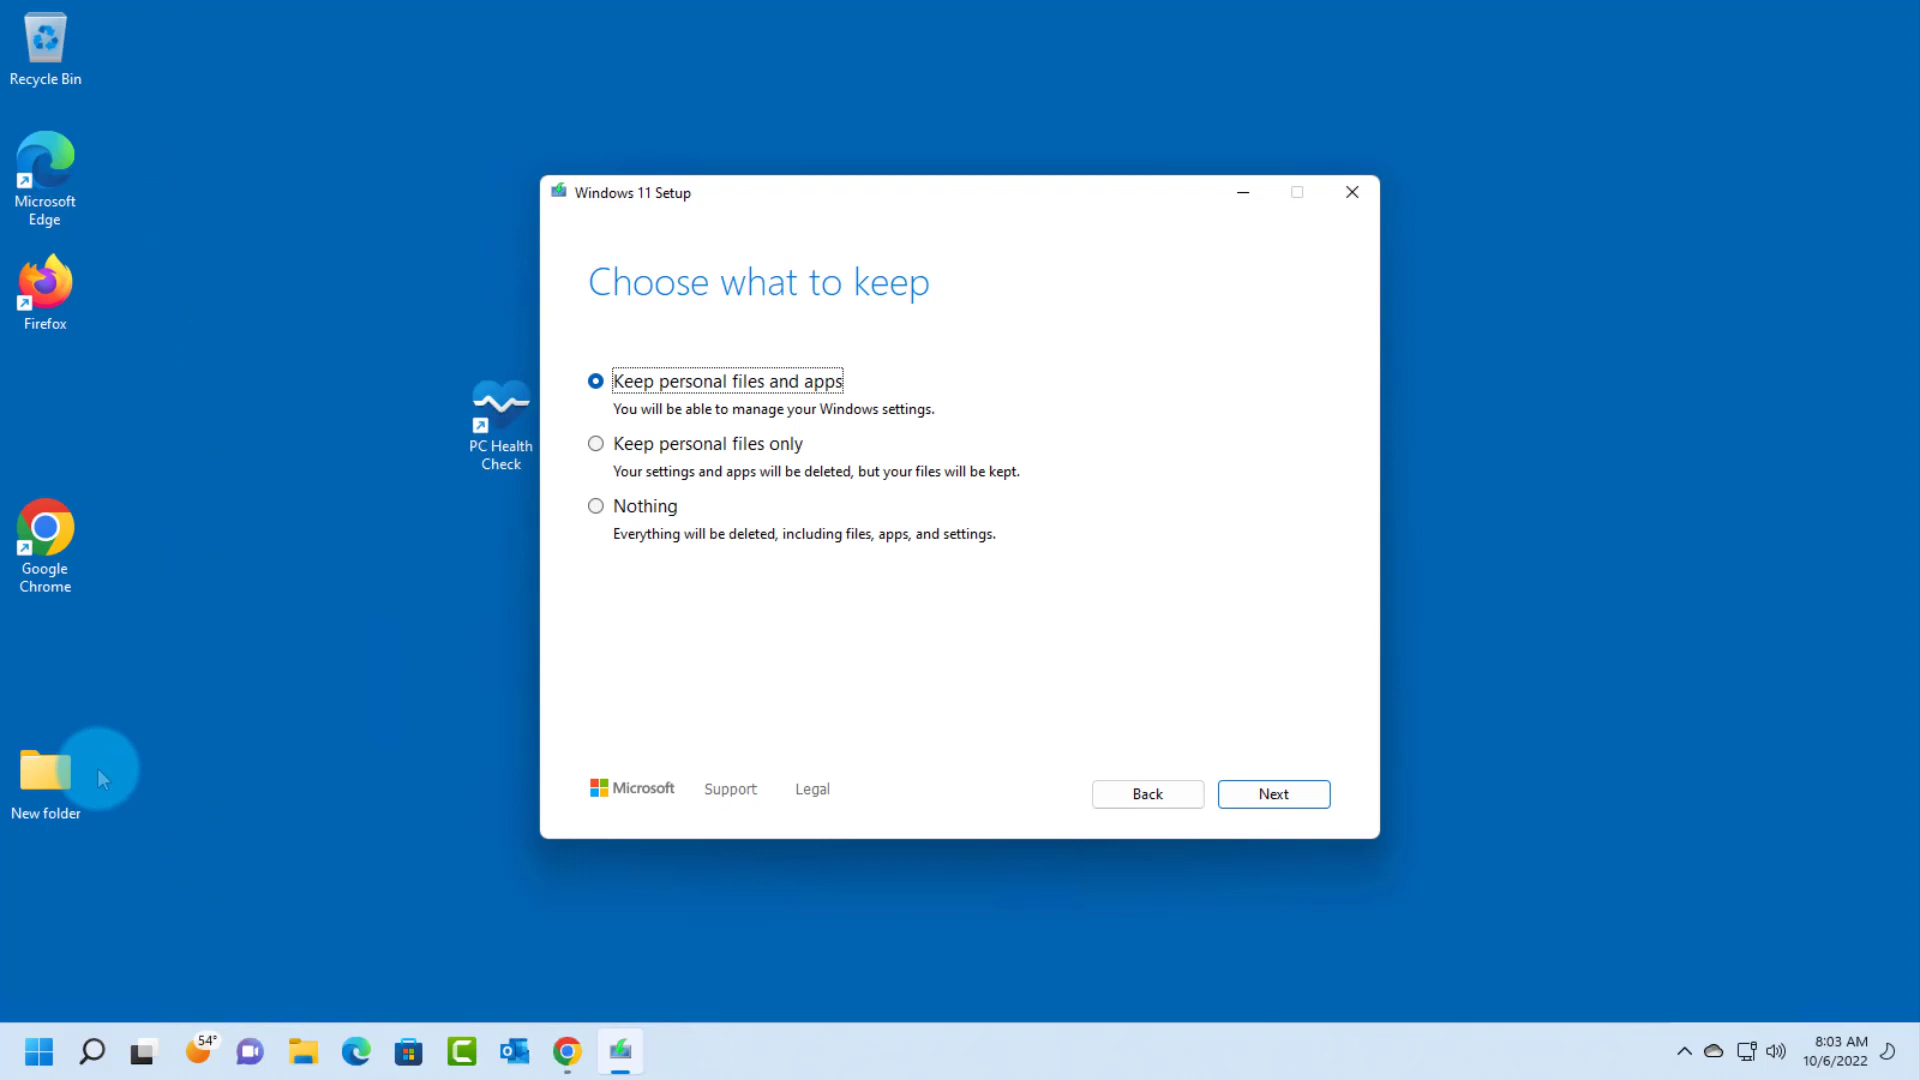 Recycle Bin
Microsoft
Edge
Firefox
PC Health
Check
Google
Chrome
New folder
Windows 11 Setup
Choose what to keep
Keep personal files and apps
You will be able to manage your Windows settings.
Keep personal files only
Your settings and apps will be deleted, but your files will be kept.
Nothing
Everything will be deleted, including files, apps, and settings.
Microsoft Support Legal
Back Next
54°
8:03 AM
10/6/2022